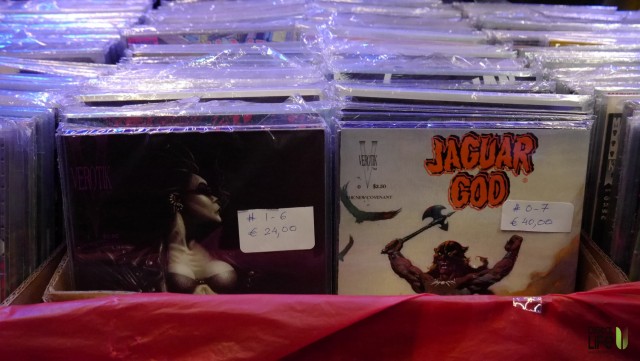 VEROTIK
# 1-6
€ 24,00
VEROTIK
JAGUAR
GOD
# 0-7
€ 40,00